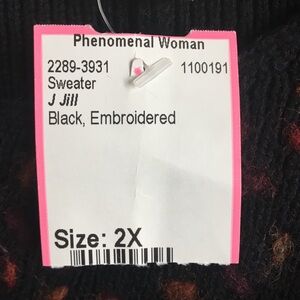 Phenomenal Woman
2289-3931 1100191
Sweater
J Jill
Black, Embroidered
Size: 2X